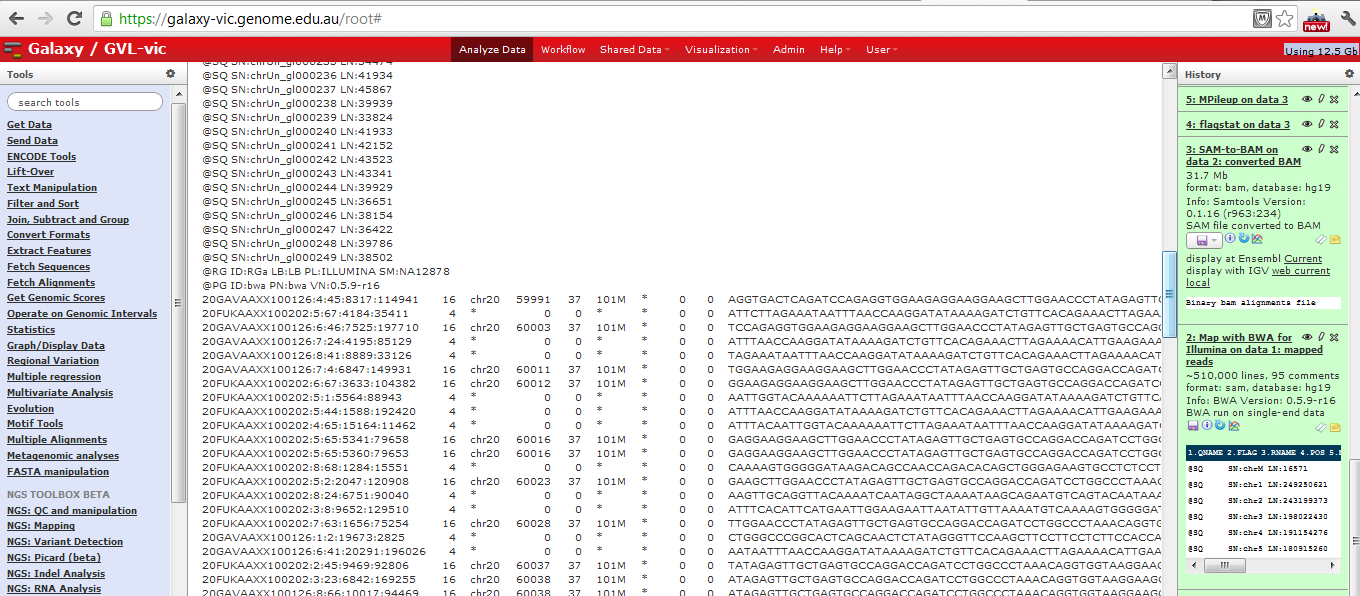 https://galaxy-vic.genome.edu.au/root#
new!
Galaxy / GVL-vic
Analyze Data Workflow Shared Data Visualization Admin Help User
Using 12.5 Gb
Tools
search tools
Get Data
Send Data
ENCODE Tools
Lift-Over
Text Manipulation
Filter and Sort
Join, Subtract and Group
Convert Formats
Extract Features
Fetch Sequences
Fetch Alignments
Get Genomic Scores
Operate on Genomic Intervals
Statistics
Graph/Display Data
Regional Variation
Multiple regression
Multivariate Analysis
Evolution
Motif Tools
Multiple Alignments
Metagenomic analyses
FASTA manipulation
NGS TOOLBOX BETA
NGS: QC and manipulation
NGS: Mapping
NGS: Variant Detection
NGS: Picard (beta)
NGS: Indel Analysis
NGS: RNA Analysis
@SQ SN:chrUn_gl000236 LN:41934
@SQ SN:chrUn_gl000237 LN:45867
@SQ SN:chrUn_gl000238 LN:39939
@SQ SN:chrUn_gl000239 LN:33824
@SQ SN:chrUn_gl000240 LN:41933
@SQ SN:chrUn_gl000241 LN:42152
@SQ SN:chrUn_gl000242 LN:43523
@SQ SN:chrUn_gl000243 LN:43341
@SQ SN:chrUn_gl000244 LN:39929
@SQ SN:chrUn_gl000245 LN:36651
@SQ SN:chrUn_gl000246 LN:38154
@SQ SN:chrUn_gl000247 LN:36422
@SQ SN:chrUn_gl000248 LN:39786
@SQ SN:chrUn_gl000249 LN:38502
@RG ID:RGa LB:LB PL:ILLUMINA SM:NA12878
@PG ID:bwa PN:bwa VN:0.5.9-r16
20GAVAAXX100126:4:45:8317:114941 16 chr20 59991 37 101M * 0 0 AGGTGACTCAGATCCAGAGGTGGAAGAGGAAGGAAGCTTGGAACCCTATAGAGTTG
20FUKAAXX100202:5:67:4184:35411 4 * 0 0 * * 0 0 ATTCTTAGAAATAATTTAACCAAGGATATAAAAGATCTGTTCACAGAAACTTAGAA
20GAVAAXX100126:6:46:7525:197710 16 chr20 60003 37 101M * 0 0 TCCAGAGGTGGAAGAGGAAGGAAGCTTGGAACCCTATAGAGTTGCTGAGTGCCAG
20GAVAAXX100126:7:24:4195:85129 4 * 0 0 * * 0 0 ATTTAACCAAGGATATAAAAGATCTGTTCACAGAAACTTAGAAAACATTGAAGAAA
20GAVAAXX100126:8:41:8889:33126 4 * 0 0 * * 0 0 TAGAAATAATTTAACCAAGGATATAAAAGATCTGTTCACAGAAACTTAGAAAACAT
20GAVAAXX100126:7:4:6847:149931 16 chr20 60011 37 101M * 0 0 TGGAAGAGGAAGGAAGCTTGGAACCCTATAGAGTTGCTGAGTGCCAGGACCAGAT
20FUKAAXX100202:6:67:3633:104382 16 chr20 60012 37 101M * 0 0 GGAAGAGGAAGGAAGCTTGGAACCCTATAGAGTTGCTGAGTGCCAGGACCAGATC
20FUKAAXX100202:5:1:5564:88943 4 * 0 0 * * 0 0 AATTGGTACAAAAAATTCTTAGAAATAATTTAACCAAGGATATAAAAGATCTGTTC
20FUKAAXX100202:5:44:1588:192420 4 * 0 0 * * 0 0 ATTTAACCAAGGATATAAAAGATCTGTTCACAGAAACTTAGAAAACATTGAAGAAA
20FUKAAXX100202:4:65:15164:11462 4 * 0 0 * * 0 0 ATTTACAATTGGTACAAAAAATTCTTAGAAATAATTTAACCAAGGATATAAAAGAT
20FUKAAXX100202:5:65:5341:79658 16 chr20 60016 37 101M * 0 0 GAGGAAGGAAGCTTGGAACCCTATAGAGTTGCTGAGTGCCAGGACCAGATCCTGG
20FUKAAXX100202:5:65:5360:79653 16 chr20 60016 37 101M * 0 0 GAGGAAGGAAGCTTGGAACCCTATAGAGTTGCTGAGTGCCAGGACCAGATCCTGG
20FUKAAXX100202:8:68:1284:15551 4 * 0 0 * * 0 0 CAAAAGTGGGGGATAAGACAGCCAACCAGACACAGCTGGGAGAAGTGCCTCTCCT
20FUKAAXX100202:5:2:2047:120908 16 chr20 60023 37 101M * 0 0 GAAGCTTGGAACCCTATAGAGTTGCTGAGTGCCAGGACCAGATCCTGGCCCTAAA
20FUKAAXX100202:8:24:6751:90040 4 * 0 0 * * 0 0 AAGTTGCAGGTTACAAAATCAATAGGCTAAAATAAGCAGAATGTCAGTACAATAA
20FUKAAXX100202:3:8:9652:129510 4 * 0 0 * * 0 0 ATTTCACATTCATGAATTGGAAGAATTAATATTGTTAAAATGTCAAAAGTGGGGGAT
20FUKAAXX100202:7:63:1656:75254 16 chr20 60028 37 101M * 0 0 TTGGAACCCTATAGAGTTGCTGAGTGCCAGGACCAGATCCTGGCCCTAAACAGGTG
20GAVAAXX100126:1:2:19673:2825 4 * 0 0 * * 0 0 CTGGGCCCGGCACTCAGCAACTCTATAGGGTTCCAAGCTTCCTTCCTCTTCCACCA
20GAVAAXX100126:6:41:20291:196026 4 * 0 0 * * 0 0 AATAATTTAACCAAGGATATAAAAGATCTGTTCACAGAAACTTAGAAAACATTGAA
20FUKAAXX100202:2:45:9469:92806 16 chr20 60037 37 101M * 0 0 TATAGAGTTGCTGAGTGCCAGGACCAGATCCTGGCCCTAAACAGGTGGTAAGGAAG
20FUKAAXX100202:3:23:6842:169255 16 chr20 60038 37 101M * 0 0 ATAGAGTTGCTGAGTGCCAGGACCAGATCCTGGCCCTAAACAGGTGGTAAGGAAGG
20FUKAAXX100202:8:66:10017:94469 16 chr20 60038 37 101M * 0 0 ATAGAGTTGCTGAGTGCCAGGACCAGATCCTGGCCCTAAACAGGTGGTAAGGAAGG
History
5: MPileup on data 3
4: flagstat on data 3
3: SAM-to-BAM on
data 2: converted BAM
31.7 Mb
format: bam, database: hg19
Info: Samtools Version:
0.1.16 (r963:234)
SAM file converted to BAM
display at Ensembl Current
display with IGV web current
local
Binary bam alignments file
2: Map with BWA for
Illumina on data 1: mapped
reads
~510,000 lines, 95 comments
format: sam, database: hg19
Info: BWA Version: 0.5.9-r16
BWA run on single-end data
1.QNAME 2.FLAG 3.RNAME 4.POS 5.
@SQ SN:chrM LN:16571
@SQ SN:chr1 LN:249250621
@SQ SN:chr2 LN:243199373
@SQ SN:chr3 LN:198022430
@SQ SN:chr4 LN:191154276
@SQ SN:chr5 LN:180915260